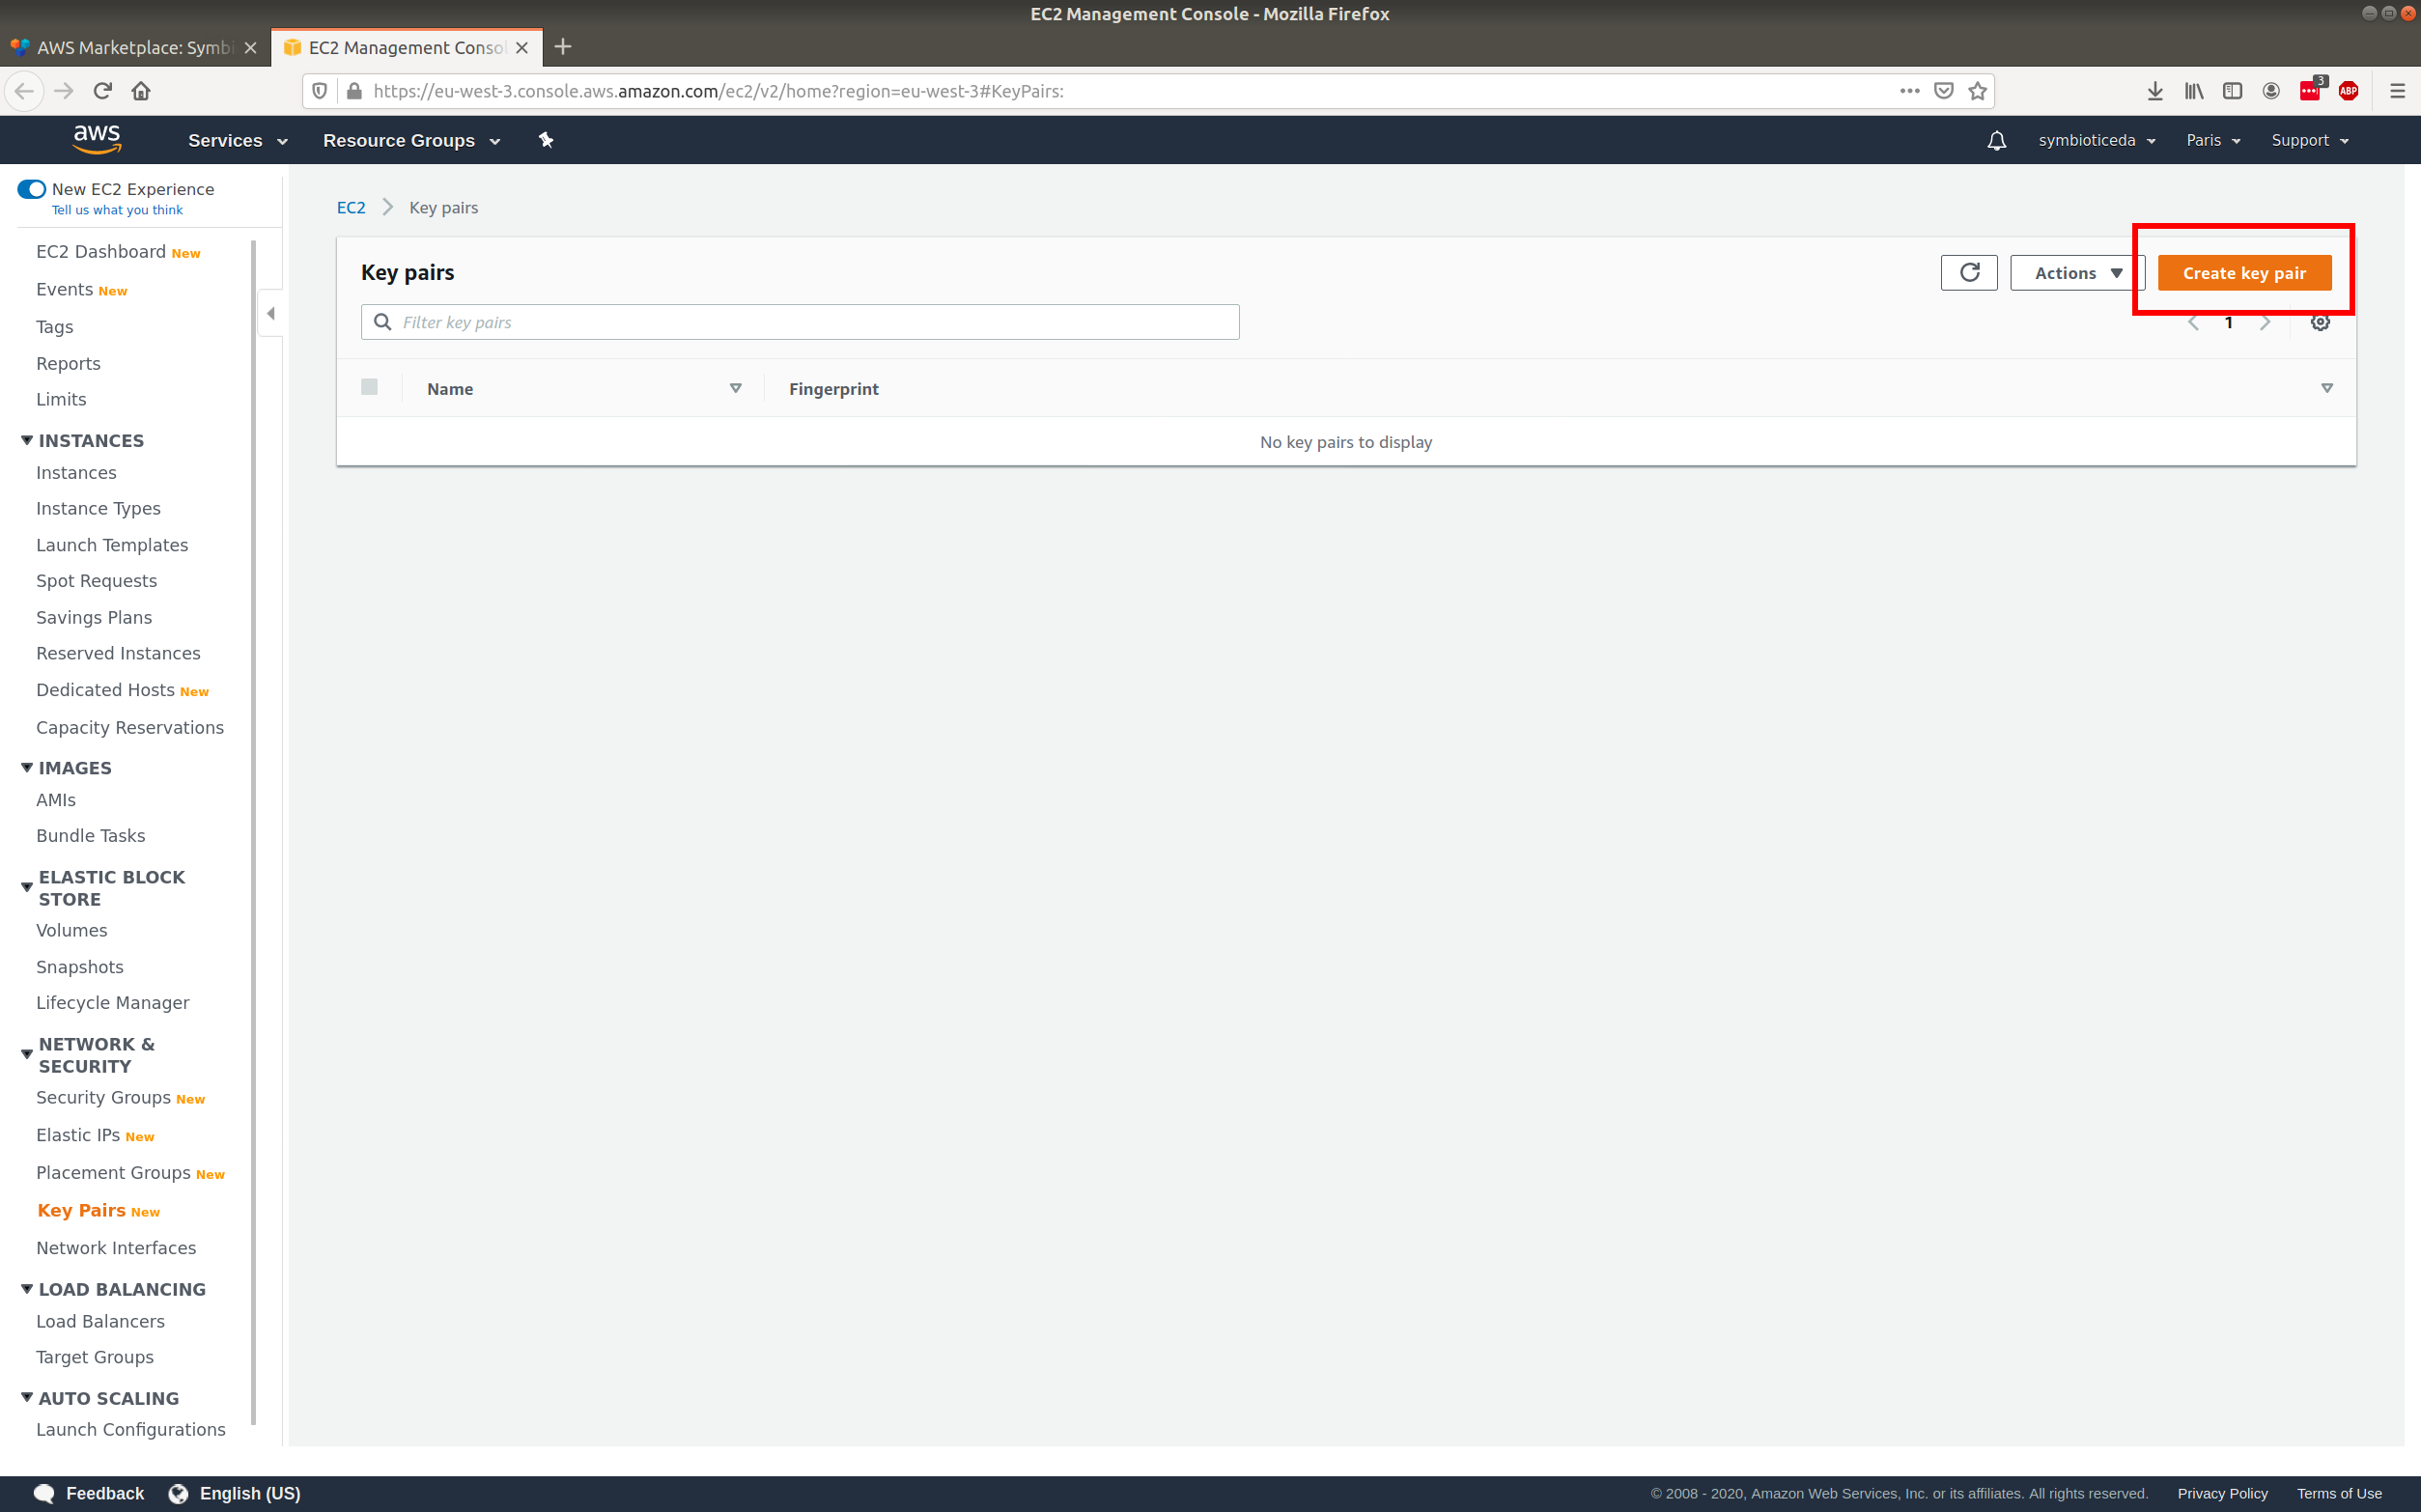 EC2 Management Console - Mozilla Firefox
AWS Marketplace: Symbi
EC2 Management Consol
https://eu-west-3.console.aws.amazon.com/ec2/v2/home?region=eu-west-3#KeyPairs:
3
ABP
aws
Services
Resource Groups
symbioticeda
Paris
Support
New EC2 Experience
Tell us what you think
EC2 Dashboard New
Events New
Tags
Reports
Limits
INSTANCES
Instances
Instance Types
Launch Templates
Spot Requests
Savings Plans
Reserved Instances
Dedicated Hosts New
Capacity Reservations
IMAGES
AMIs
Bundle Tasks
ELASTIC BLOCK
STORE
Volumes
Snapshots
Lifecycle Manager
NETWORK &
SECURITY
Security Groups New
Elastic IPs New
Placement Groups New
Key Pairs New
Network Interfaces
LOAD BALANCING
Load Balancers
Target Groups
AUTO SCALING
Launch Configurations
EC2 > Key pairs
Key pairs
Actions
Create key pair
Filter key pairs
1
Name
Fingerprint
No key pairs to display
Feedback
English (US)
© 2008 - 2020, Amazon Web Services, Inc. or its affiliates. All rights reserved.
Privacy Policy
Terms of Use